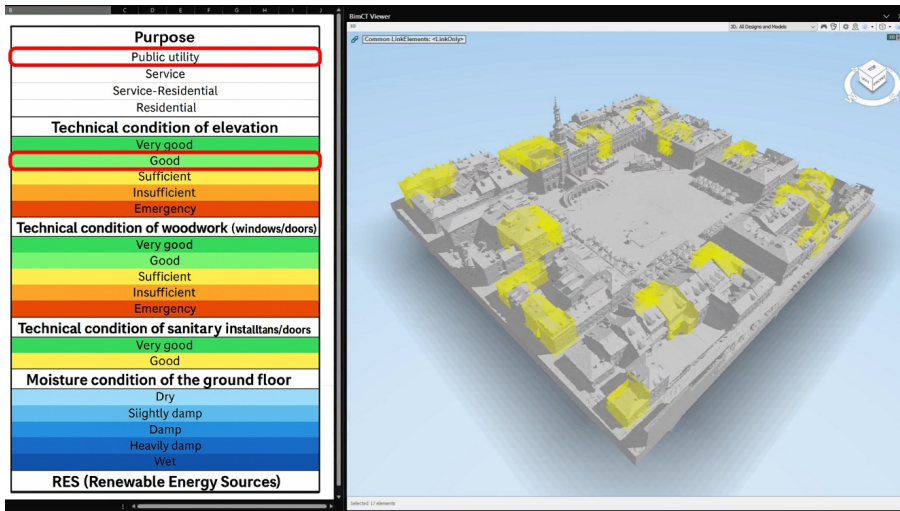 B C D E F G H I J
Purpose
Public utility
Service
Service-Residential
Residential
Technical condition of elevation
Very good
Good
Sufficient
Insufficient
Emergency
Technical condition of woodwork (windows/doors)
Very good
Good
Sufficient
Insufficient
Emergency
Technical condition of sanitary installtans/doors
Very good
Good
Moisture condition of the ground floor
Dry
Siightly damp
Damp
Heavily damp
Wet
RES (Renewable Energy Sources)
BimCT Viewer
3D. All Designs and Models
Common LinkElements: <LinkOnly>
TOP
Selected 17 elements